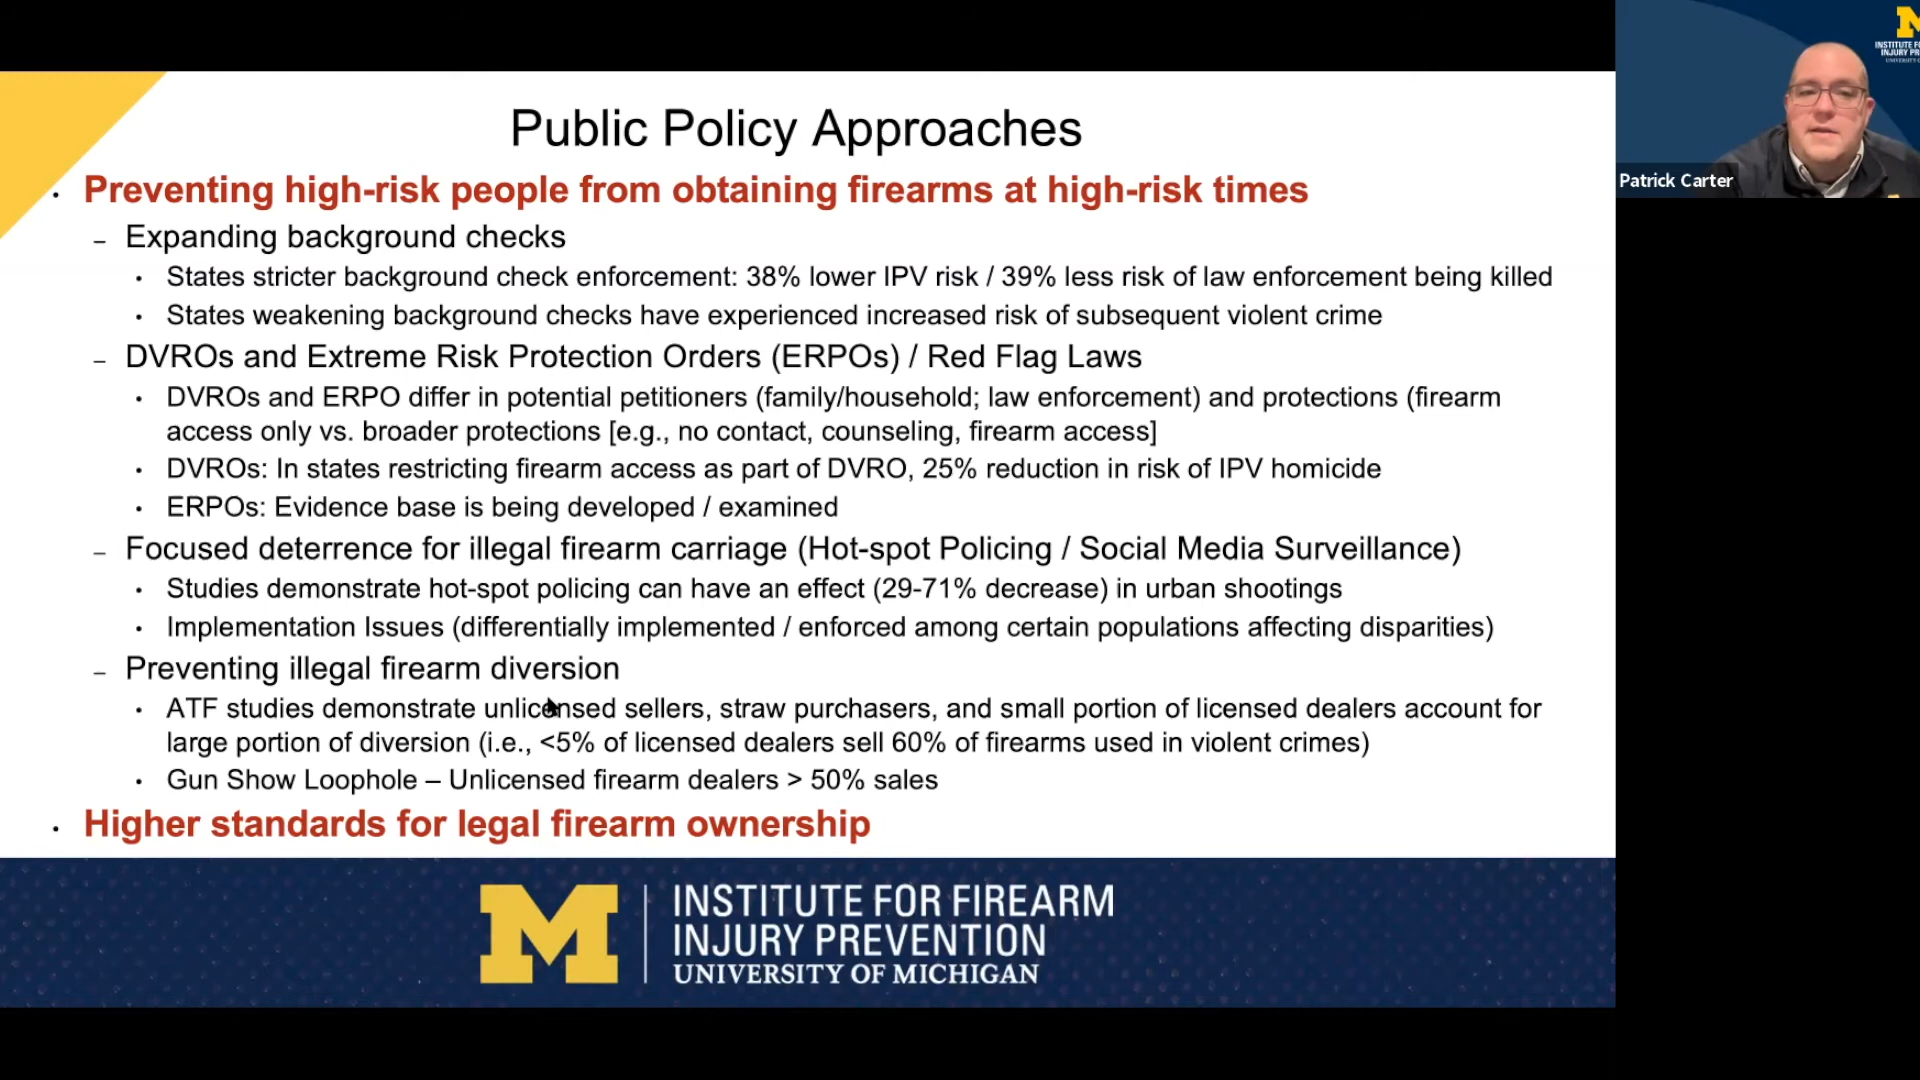 Public Policy Approaches
• Preventing high-risk people from obtaining firearms at high-risk times
– Expanding background checks
• States stricter background check enforcement: 38% lower IPV risk / 39% less risk of law enforcement being killed
• States weakening background checks have experienced increased risk of subsequent violent crime
– DVROs and Extreme Risk Protection Orders (ERPOs) / Red Flag Laws
• DVROs and ERPO differ in potential petitioners (family/household; law enforcement) and protections (firearm
access only vs. broader protections [e.g., no contact, counseling, firearm access]
• DVROs: In states restricting firearm access as part of DVRO, 25% reduction in risk of IPV homicide
• ERPOs: Evidence base is being developed / examined
– Focused deterrence for illegal firearm carriage (Hot-spot Policing / Social Media Surveillance)
• Studies demonstrate hot-spot policing can have an effect (29-71% decrease) in urban shootings
• Implementation Issues (differentially implemented / enforced among certain populations affecting disparities)
– Preventing illegal firearm diversion
• ATF studies demonstrate unlicensed sellers, straw purchasers, and small portion of licensed dealers account for
large portion of diversion (i.e., <5% of licensed dealers sell 60% of firearms used in violent crimes)
• Gun Show Loophole – Unlicensed firearm dealers > 50% sales
• Higher standards for legal firearm ownership
M
INSTITUTE FOR FIREARM
INJURY PREVENTION
UNIVERSITY OF MICHIGAN
M
INSTITUTE
INJURY
Patrick Carter